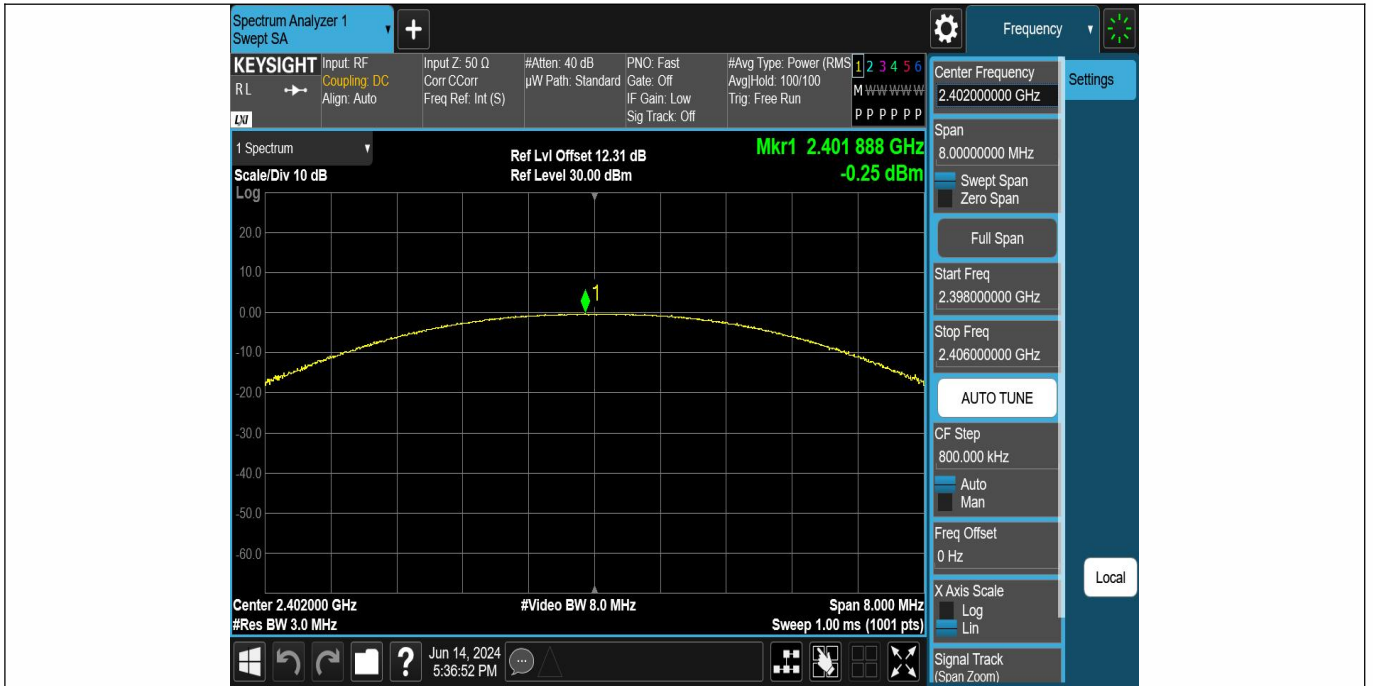 Spectrum Analyzer 1
Swept SA
+
Frequency
KEYSIGHT
R L
LXI
Input: RF
Coupling: DC
Align: Auto
Input Z: 50 Ω
Corr CCorr
Freq Ref: Int (S)
#Atten: 40 dB
µW Path: Standard
PNO: Fast
Gate: Off
IF Gain: Low
Sig Track: Off
#Avg Type: Power (RMS
Avg|Hold: 100/100
Trig: Free Run
1 2 3 4 5 6
M W W W W W
P P P P P P
Center Frequency
2.402000000 GHz
Settings
1 Spectrum
Scale/Div 10 dB
Ref Lvl Offset 12.31 dB
Ref Level 30.00 dBm
Mkr1 2.401 888 GHz
-0.25 dBm
Log
20.0
10.0
0.00
-10.0
-20.0
-30.0
-40.0
-50.0
-60.0
1
Center 2.402000 GHz
#Video BW 8.0 MHz
Span 8.000 MHz
#Res BW 3.0 MHz
Sweep 1.00 ms (1001 pts)
Span
8.00000000 MHz
Swept Span
Zero Span
Full Span
Start Freq
2.398000000 GHz
Stop Freq
2.406000000 GHz
AUTO TUNE
CF Step
800.000 kHz
Auto
Man
Freq Offset
0 Hz
X Axis Scale
Log
Lin
Signal Track
(Span Zoom)
Local
?
Jun 14, 2024
5:36:52 PM